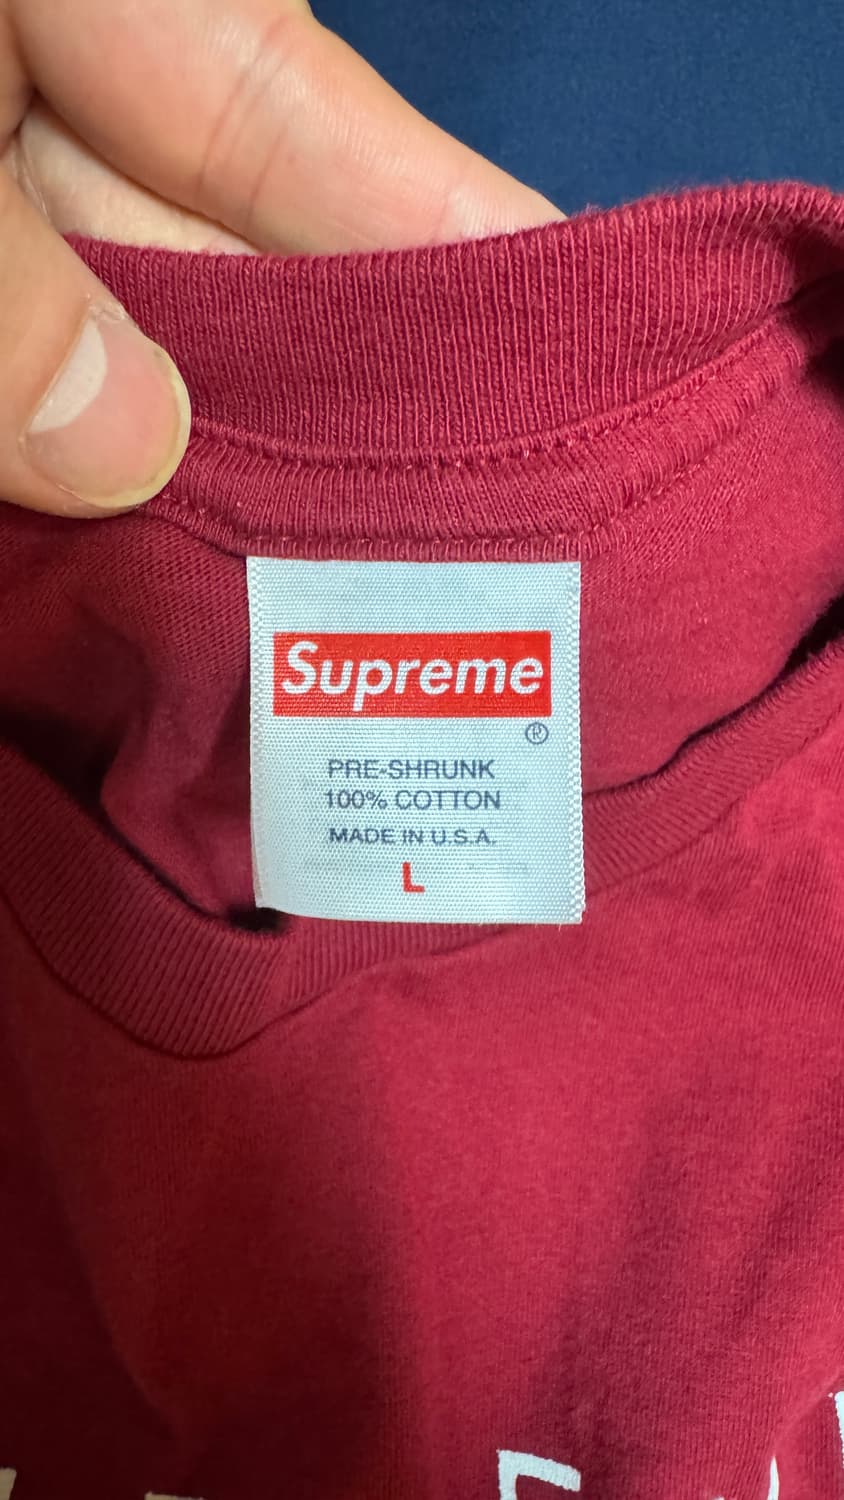 Supreme
®
PRE-SHRUNK
100% COTTON
MADE IN U.S.A.
L